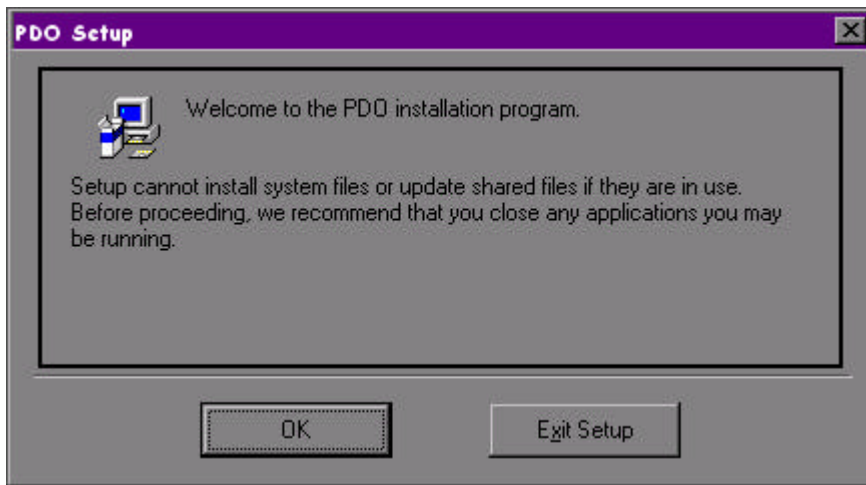 PDO Setup
Welcome to the PDO installation program.
Setup cannot install system files or update shared files if they are in use.
Before proceeding, we recommend that you close any applications you may
be running.
OK
Exit Setup